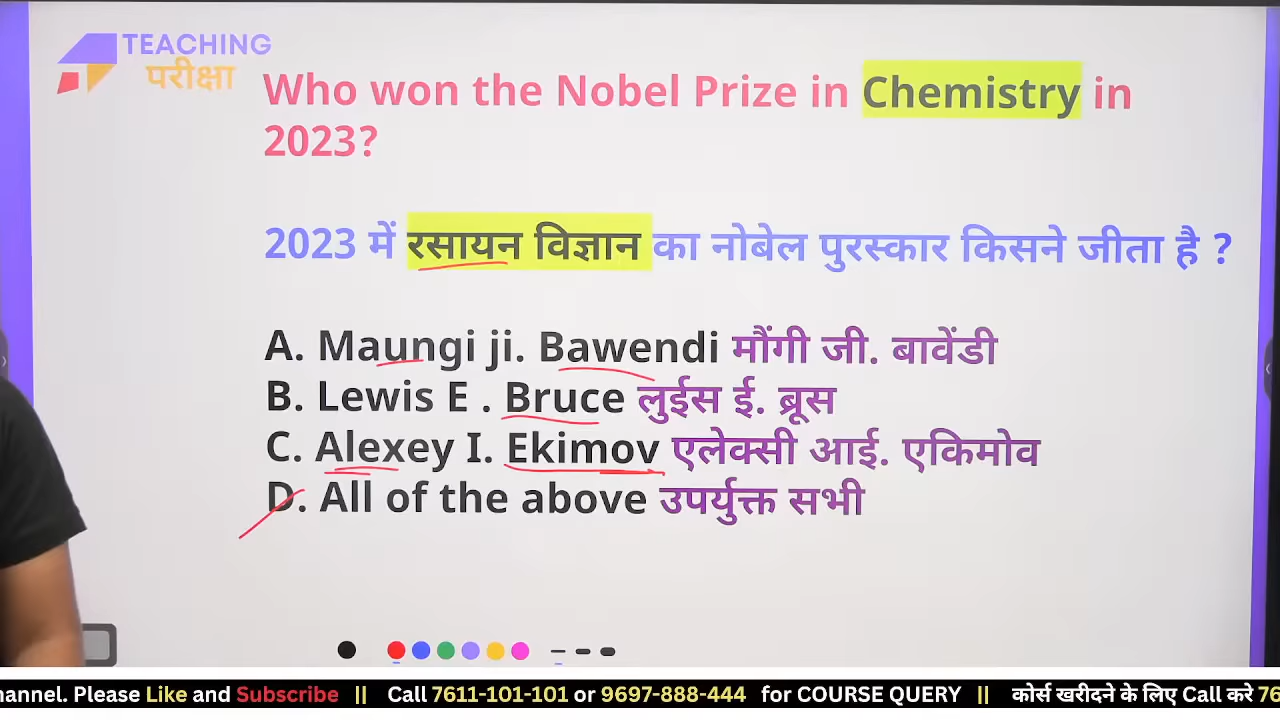 TEACHING
परीक्षा
Who won the Nobel Prize in Chemistry in
2023?
2023 में रसायन विज्ञान का नोबेल पुरस्कार किसने जीता है ?
A. Maungi ji. Bawendi मौंगी जी. बावेंडी
B. Lewis E . Bruce लुईस ई. ब्रूस
C. Alexey I. Ekimov एलेक्सी आई. एकिमोव
D. All of the above उपर्युक्त सभी
hannel. Please Like and Subscribe || Call 7611-101-101 or 9697-888-444 for COURSE QUERY || कोर्स खरीदने के लिए Call करे 76